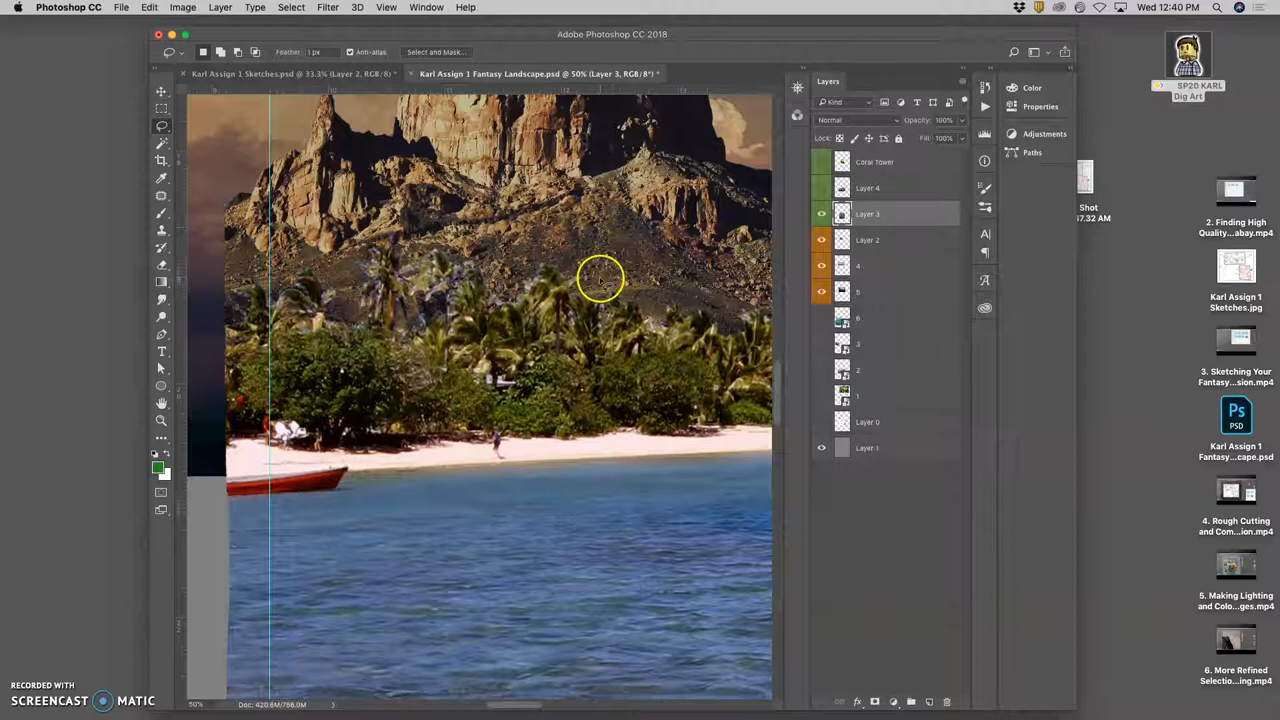 Photoshop CC File Edit Image Layer Type Select Filter 3D View Window Help Wed 12:40 PM
Adobe Photoshop CC 2018
Feather: 1 px Anti-alias Select and Mask...
Karl Assign 1 Sketches.psd @ 33.3% (Layer 2, RGB/8) * Karl Assign 1 Fantasy Landscape.psd @ 50% (Layer 3, RGB/8*) *
Layers
Kind
Normal Opacity: 100%
Lock: Fill: 100%
Coral Tower
Layer 4
Layer 3
Layer 2
4
5
6
3
2
1
Layer 0
Layer 1
Color
Properties
Adjustments
Paths
SP20 KARL
Dig Art
Shot
17.32 AM
2. Finding High
Quality...abay.mp4
Karl Assign 1
Sketches.jpg
3. Sketching Your
Fantasy...sion.mp4
Karl Assign 1
Fantasy...cape.psd
4. Rough Cutting
and Com...ion.mp4
5. Making Lighting
and Colo...ges.mp4
6. More Refined
Selectio...ing.mp4
50% Doc: 420.6M/756.0M
RECORDED WITH
SCREENCAST MATIC